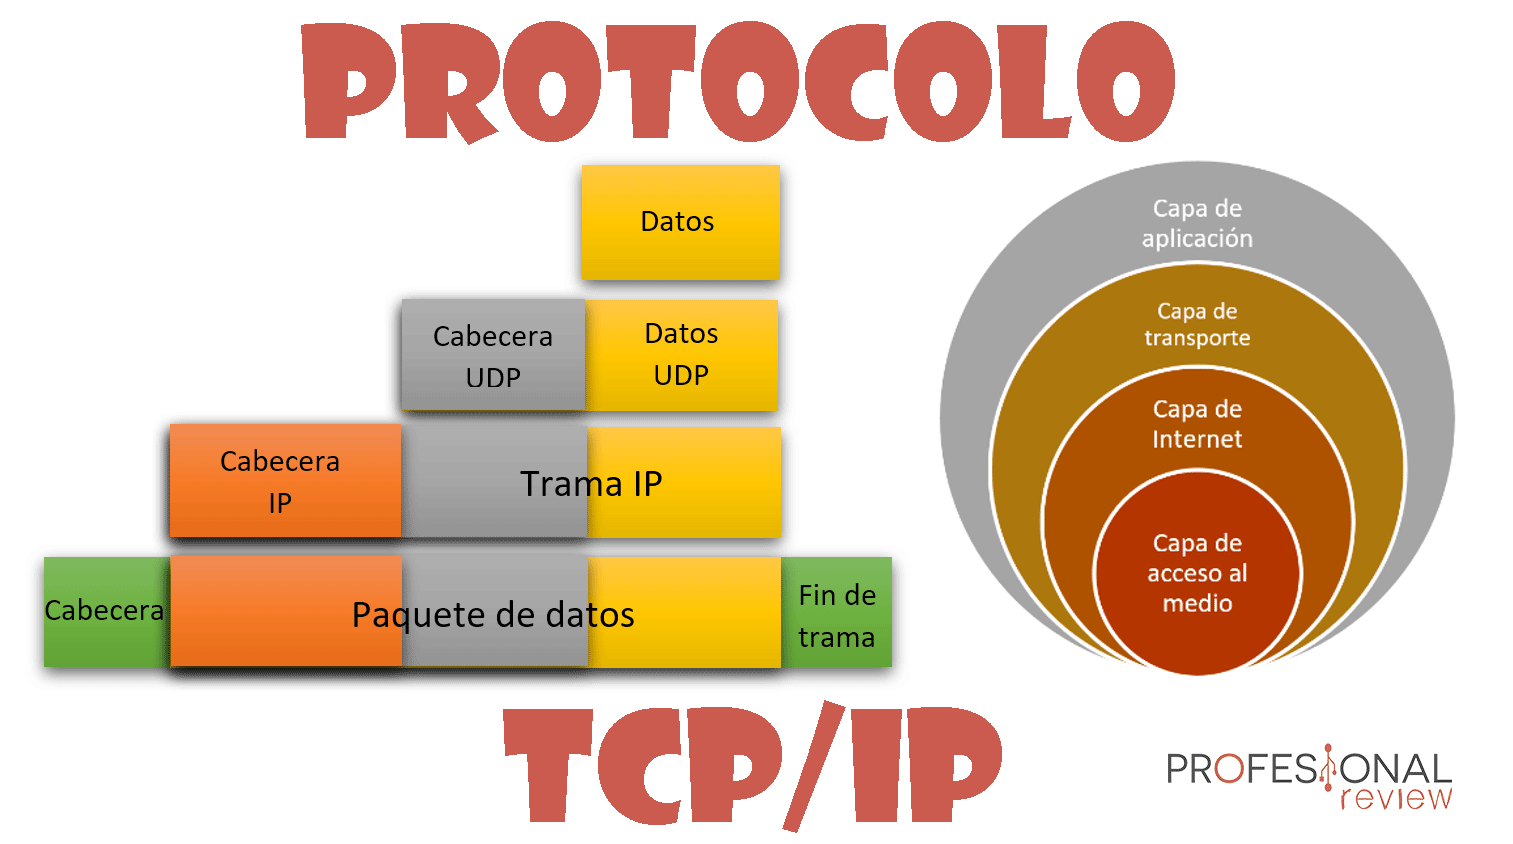 PROTOCOLO
Datos
Cabecera
UDP
Datos
UDP
Cabecera
IP
Trama IP
Cabecera
Paquete de datos
Fin de
trama
Capa de
aplicación
Capa de
transporte
Capa de
Internet
Capa de
acceso al
medio
TCP/IP
PROFESIONAL
review